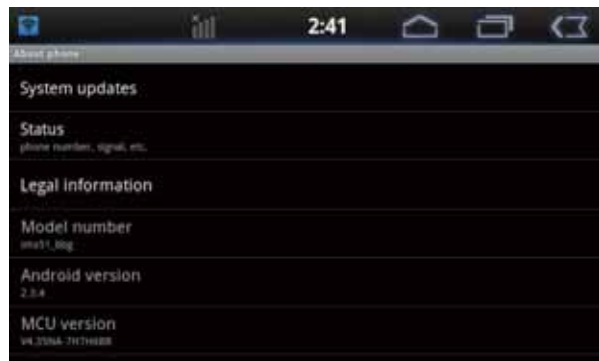 2:41
About phone
System updates
Status
phone number, signal, etc.
Legal information
Model number
Android version
2.3.4
MCU version